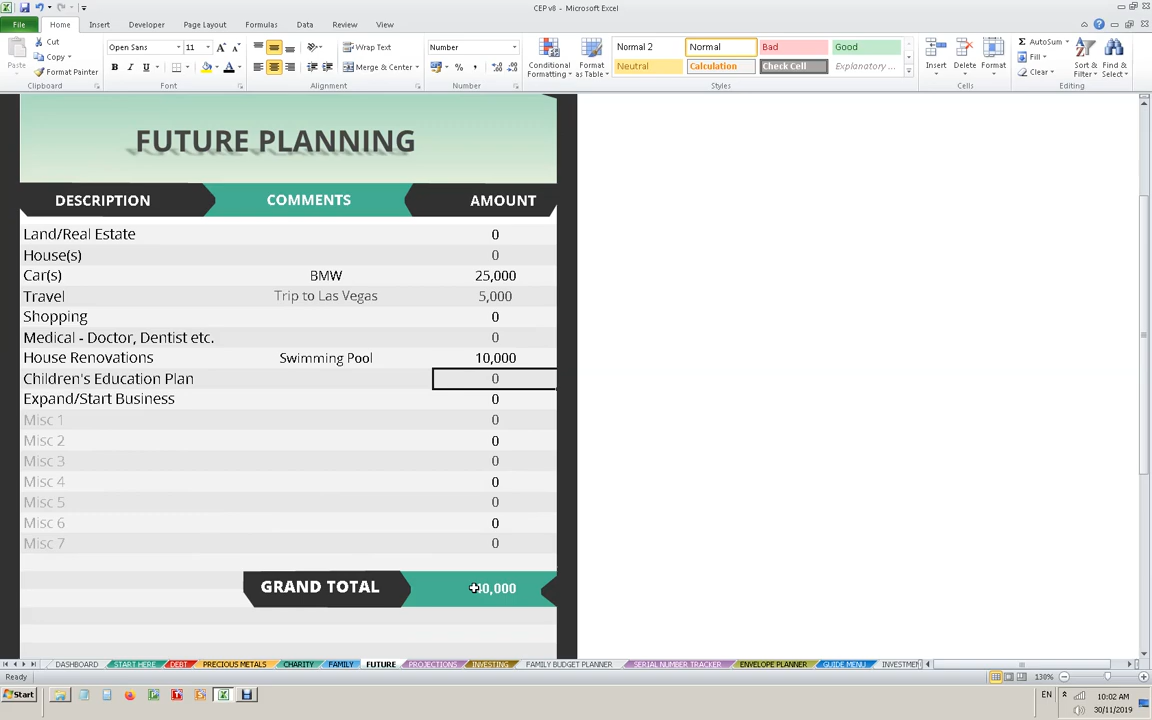 CEP v8 - Microsoft Excel
File Home Insert Developer Page Layout Formulas Data Review View
Paste
Cut
Copy
Format Painter
Clipboard
Open Sans 11
B I U
Font
Wrap Text
Merge & Center
Alignment
Number
Number
Conditional Formatting
Format as Table
Normal 2 Normal Bad Good
Neutral Calculation Check Cell Explanatory ...
Styles
Insert Delete Format
Cells
AutoSum
Fill
Clear
Sort & Filter
Find & Select
Editing
FUTURE PLANNING
DESCRIPTION COMMENTS AMOUNT
Land/Real Estate 0
House(s) 0
Car(s) BMW 25,000
Travel Trip to Las Vegas 5,000
Shopping 0
Medical - Doctor, Dentist etc. 0
House Renovations Swimming Pool 10,000
Children's Education Plan 0
Expand/Start Business 0
Misc 1 0
Misc 2 0
Misc 3 0
Misc 4 0
Misc 5 0
Misc 6 0
Misc 7 0
GRAND TOTAL
DASHBOARD START HERE DEBT PRECIOUS METALS CHARITY FAMILY FUTURE PROJECTIONS INVESTING FAMILY BUDGET PLANNER SERIAL NUMBER TRACKER ENVELOPE PLANNER GUIDE MENU INVESTMEN
Ready 130%
Start EN 10:02 AM
30/11/2019